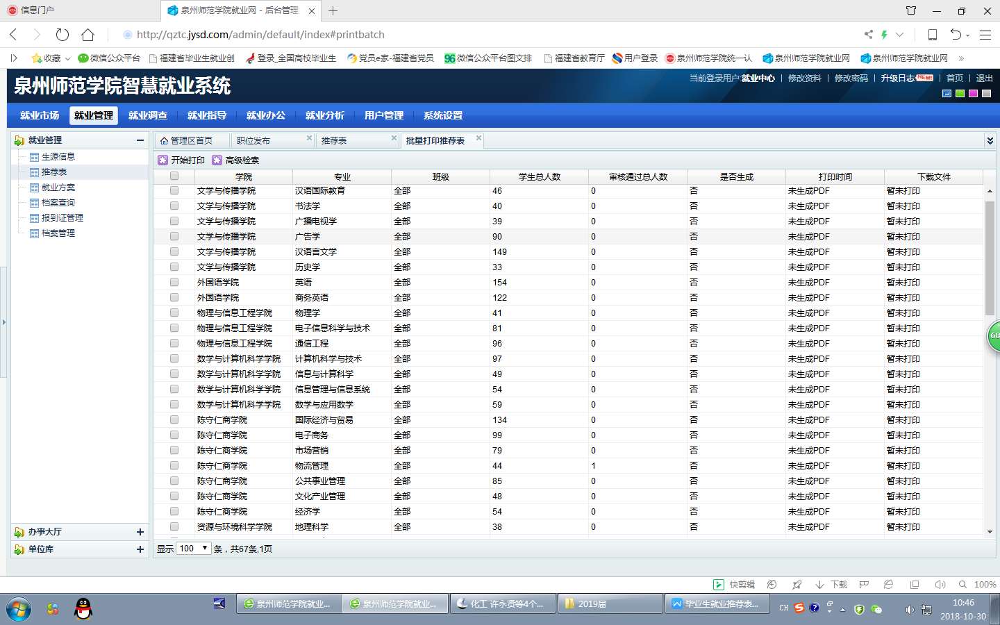 信息门户
泉州师范学院就业网 - 后台管理
http://qztc.jysd.com/admin/default/index#printbatch
收藏 微信公众平台 福建省毕业生就业创 登录_全国高校毕业生 党员e家-福建省党员 96 微信公众平台图文排 福建省教育厅 用户登录 泉州师范学院统一认 泉州师范学院就业网 泉州师范学院就业网 »
泉州师范学院智慧就业系统
当前登录用户:就业中心 | 修改资料 | 修改密码 | 升级日志 NEW! | 首页 | 退出
就业市场 就业管理 就业调查 就业指导 就业办公 就业分析 用户管理 系统设置
就业管理
生源信息
推荐表
就业方案
档案查询
报到证管理
档案管理
办事大厅
单位库
管理区首页 职位发布 推荐表 批量打印推荐表
开始打印 高级检索
学院 专业 班级 学生总人数 审核通过总人数 是否生成 打印时间 下载文件
文学与传播学院 汉语国际教育 全部 46 0 否 未生成PDF 暂未打印
文学与传播学院 书法学 全部 40 0 否 未生成PDF 暂未打印
文学与传播学院 广播电视学 全部 39 0 否 未生成PDF 暂未打印
文学与传播学院 广告学 全部 90 0 否 未生成PDF 暂未打印
文学与传播学院 汉语言文学 全部 149 0 否 未生成PDF 暂未打印
文学与传播学院 历史学 全部 33 0 否 未生成PDF 暂未打印
外国语学院 英语 全部 154 0 否 未生成PDF 暂未打印
外国语学院 商务英语 全部 122 0 否 未生成PDF 暂未打印
物理与信息工程学院 物理学 全部 41 0 否 未生成PDF 暂未打印
物理与信息工程学院 电子信息科学与技术 全部 81 0 否 未生成PDF 暂未打印
物理与信息工程学院 通信工程 全部 96 0 否 未生成PDF 暂未打印
数学与计算机科学学院 计算机科学与技术 全部 97 0 否 未生成PDF 暂未打印
数学与计算机科学学院 信息与计算科学 全部 49 0 否 未生成PDF 暂未打印
数学与计算机科学学院 信息管理与信息系统 全部 54 0 否 未生成PDF 暂未打印
数学与计算机科学学院 数学与应用数学 全部 59 0 否 未生成PDF 暂未打印
陈守仁商学院 国际经济与贸易 全部 134 0 否 未生成PDF 暂未打印
陈守仁商学院 电子商务 全部 99 0 否 未生成PDF 暂未打印
陈守仁商学院 市场营销 全部 79 0 否 未生成PDF 暂未打印
陈守仁商学院 物流管理 全部 44 1 否 未生成PDF 暂未打印
陈守仁商学院 公共事业管理 全部 85 0 否 未生成PDF 暂未打印
陈守仁商学院 文化产业管理 全部 48 0 否 未生成PDF 暂未打印
陈守仁商学院 经济学 全部 54 0 否 未生成PDF 暂未打印
资源与环境科学学院 地理科学 全部 38 0 否 未生成PDF 暂未打印
显示 100 条，共67条,1页
68
快剪辑 下载 100%
泉州师范学院就业... 泉州师范学院就业... 化工 许永贤等4个... 2019届 毕业生就业推荐表... CH
10:46
2018-10-30